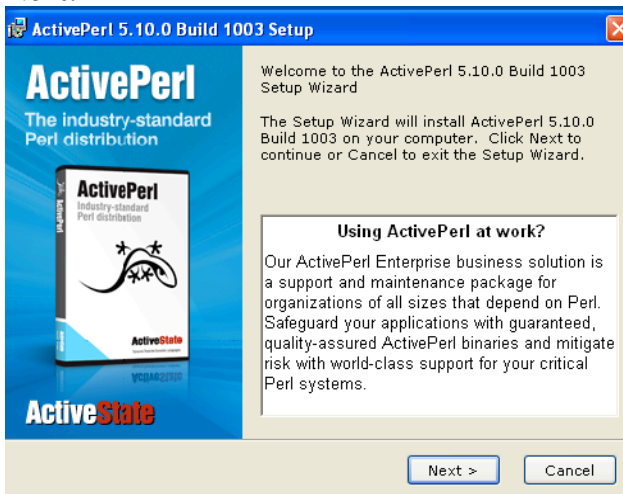 ActivePerl 5.10.0 Build 1003 Setup
ActivePerl
The industry-standard
Perl distribution
ActivePerl
Industry-standard
Perl distribution
ActivePerl
ActiveState
ActiveState
Welcome to the ActivePerl 5.10.0 Build 1003
Setup Wizard
The Setup Wizard will install ActivePerl 5.10.0
Build 1003 on your computer. Click Next to
continue or Cancel to exit the Setup Wizard.
Using ActivePerl at work?
Our ActivePerl Enterprise business solution is
a support and maintenance package for
organizations of all sizes that depend on Perl.
Safeguard your applications with guaranteed,
quality-assured ActivePerl binaries and mitigate
risk with world-class support for your critical
Perl systems.
Next >
Cancel